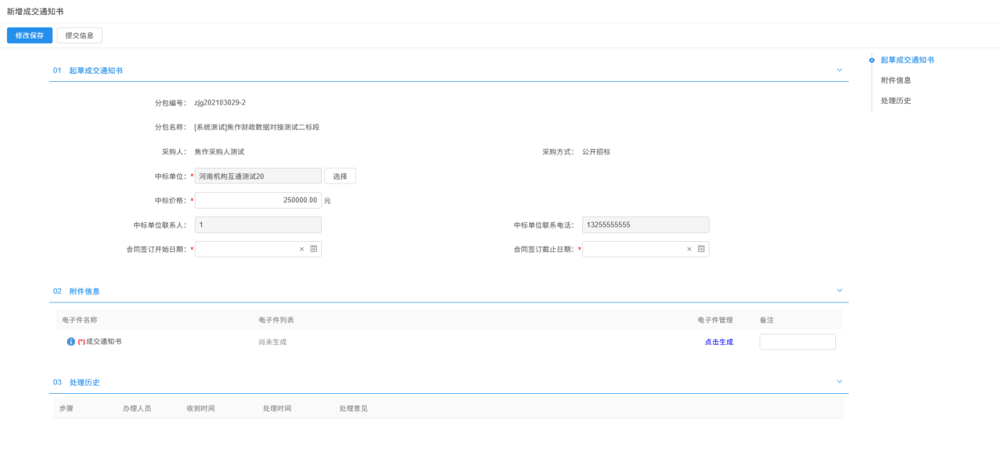 新增成交通知书
修改保存 提交信息
01 起草成交通知书
起草成交通知书
附件信息
处理历史
分包编号： zjg202103029-2
分包名称： [系统测试]焦作财政数据对接测试二标段
采购人： 焦作采购人测试 采购方式： 公开招标
中标单位：* 河南机构互通测试20 选择
中标价格：* 250000.00 元
中标单位联系人： 1 中标单位联系电话： 13255555555
合同签订开始日期：* 合同签订截止日期：*
02 附件信息
电子件名称 电子件列表 电子件管理 备注
(*)成交通知书 尚未生成 点击生成
03 处理历史
步骤 办理人员 收到时间 处理时间 处理意见